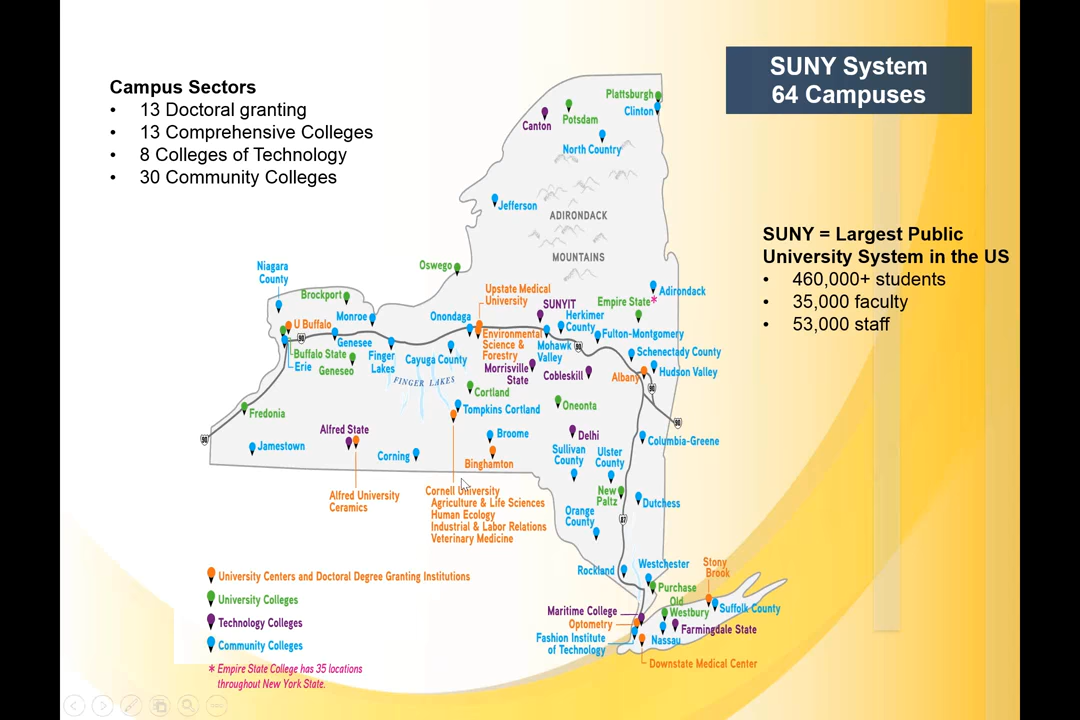 SUNY System
64 Campuses
Campus Sectors
• 13 Doctoral granting
• 13 Comprehensive Colleges
• 8 Colleges of Technology
• 30 Community Colleges
SUNY = Largest Public
University System in the US
• 460,000+ students
• 35,000 faculty
• 53,000 staff
Plattsburgh
Clinton
Canton
Potsdam
North Country
Jefferson
ADIRONDACK
MOUNTAINS
Oswego
Niagara
County
Brockport
Monroe
U Buffalo
90
Buffalo State
Erie
Genesee
Geneseo
Finger
Lakes
Cayuga County
Onondaga
Upstate Medical
University
Environmental
Science &
Forestry
SUNYIT
Herkimer
County
Mohawk
Valley
90
Empire State*
Adirondack
Fulton-Montgomery
Schenectady County
Hudson Valley
Albany
90
90
Morrisville
State
Cobleskill
FINGER LAKES
Cortland
Tompkins Cortland
Oneonta
Fredonia
90
Jamestown
Alfred State
Corning
Broome
Binghamton
Delhi
Sullivan
County
Ulster
County
Columbia-Greene
New
Paltz
Dutchess
87
Orange
County
Alfred University
Ceramics
Cornell University
Agriculture & Life Sciences
Human Ecology
Industrial & Labor Relations
Veterinary Medicine
Rockland
Westchester
Purchase
Stony
Brook
Old
Westbury
Suffolk County
Maritime College
Optometry
Fashion Institute
of Technology
Nassau
Farmingdale State
Downstate Medical Center
University Centers and Doctoral Degree Granting Institutions
University Colleges
Technology Colleges
Community Colleges
* Empire State College has 35 locations
throughout New York State.